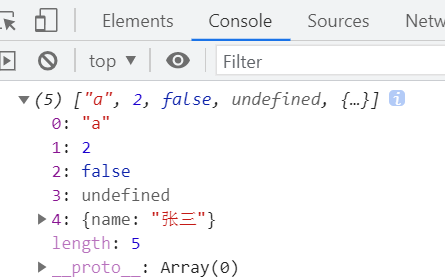 Elements Console Sources Netw
top Filter
(5) ["a", 2, false, undefined, {…}] i
0: "a"
1: 2
2: false
3: undefined
4: {name: "张三"}
length: 5
__proto__: Array(0)